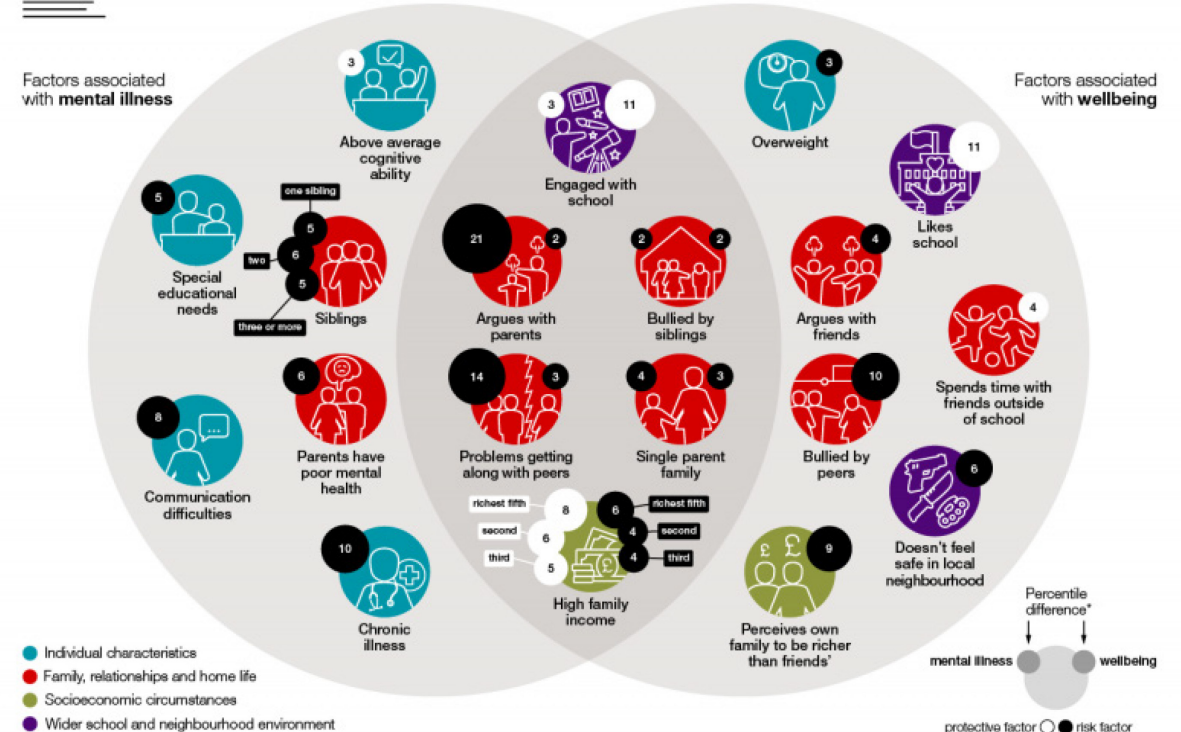 Factors associated
with mental illness
Factors associated
with wellbeing
3
Above average
cognitive
ability
3
11
Engaged with
school
3
Overweight
11
Likes
school
5
Special
educational
needs
one sibling
5
two
6
5
three or more
Siblings
21
2
Argues with
parents
2
2
Bullied by
siblings
4
Argues with
friends
4
Spends time with
friends outside
of school
8
Communication
difficulties
6
Parents have
poor mental
health
14
3
Problems getting
along with peers
4
3
Single parent
family
10
Bullied by
peers
6
Doesn't feel
safe in local
neighbourhood
10
Chronic
illness
richest fifth
8
6
richest fifth
second
6
4
second
third
5
4
third
£
High family
income
££
9
Perceives own
family to be richer
than friends'
Percentile
difference*
mental illness
wellbeing
protective factor
risk factor
Individual characteristics
Family, relationships and home life
Socioeconomic circumstances
Wider school and neighbourhood environment